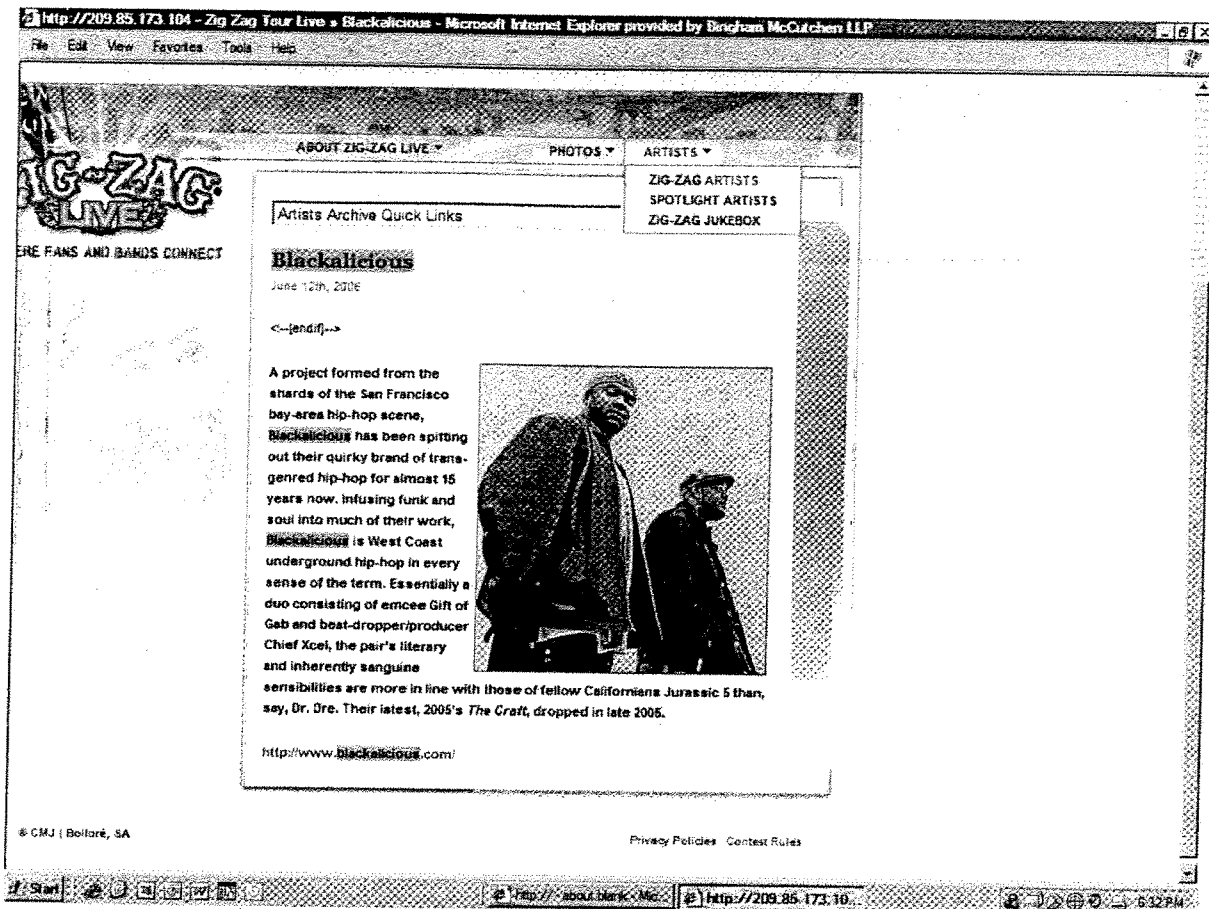 http://209.85.173.104 - Zig Zag Tour Live » Blackalicious - Microsoft Internet Explorer provided by Bingham McCutchen LLP
File Edit View Favorites Tools Help
ABOUT ZIG-ZAG LIVE PHOTOS ARTISTS
ZIG-ZAG ARTISTS
SPOTLIGHT ARTISTS
ZIG-ZAG JUKEBOX
IG-ZAG
LIVE
ERE FANS AND BANDS CONNECT
Artists Archive Quick Links
Blackalicious
June 12th, 2006
<!--[endif]-->
A project formed from the
shards of the San Francisco
bay-area hip-hop scene,
Blackalicious has been spitting
out their quirky brand of trans-
genred hip-hop for almost 15
years now. Infusing funk and
soul into much of their work,
Blackalicious is West Coast
underground hip-hop in every
sense of the term. Essentially a
duo consisting of emcee Gift of
Gab and beat-dropper/producer
Chief Xcel, the pair's literary
and inherently sanguine
sensibilities are more in line with those of fellow Californians Jurassic 5 than,
say, Dr. Dre. Their latest, 2005's The Craft, dropped in late 2005.
http://www.blackalicious.com/
© CMJ | Bolloré, SA
Privacy Policies Contest Rules
Start http:// - about:blank - Mic... http://209.85.173.10... 6:32 PM